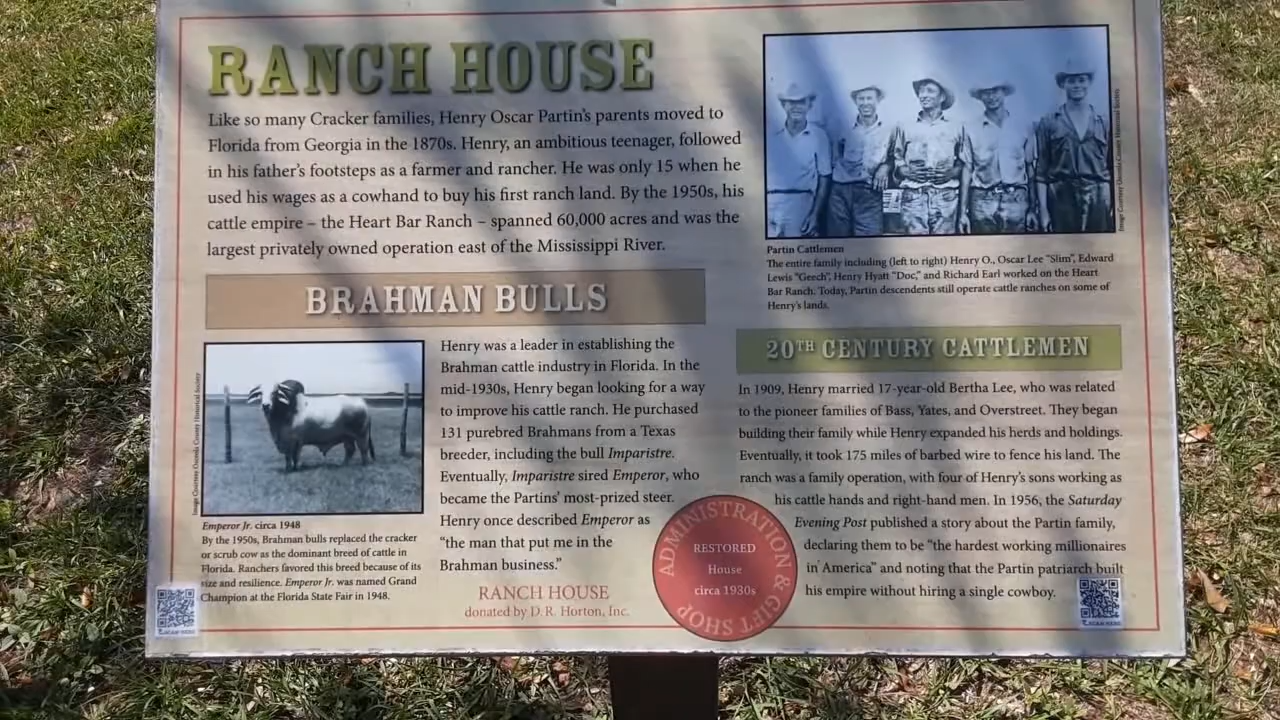 RANCH HOUSE
Like so many Cracker families, Henry Oscar Partin's parents moved to
Florida from Georgia in the 1870s. Henry, an ambitious teenager, followed
in his father's footsteps as a farmer and rancher. He was only 15 when he
used his wages as a cowhand to buy his first ranch land. By the 1950s, his
cattle empire – the Heart Bar Ranch – spanned 60,000 acres and was the
largest privately owned operation east of the Mississippi River.
Image Courtesy Osceola County Historical Society
Partin Cattlemen
The entire family including (left to right) Henry O., Oscar Lee "Slim", Edward
Lewis "Geech", Henry Hyatt "Doc," and Richard Earl worked on the Heart
Bar Ranch. Today, Partin descendents still operate cattle ranches on some of
Henry's lands.
BRAHMAN BULLS
Image Courtesy Osceola County Historical Society
Emperor Jr. circa 1948
By the 1950s, Brahman bulls replaced the cracker
or scrub cow as the dominant breed of cattle in
Florida. Ranchers favored this breed because of its
size and resilience. Emperor Jr. was named Grand
Champion at the Florida State Fair in 1948.
Henry was a leader in establishing the
Brahman cattle industry in Florida. In the
mid-1930s, Henry began looking for a way
to improve his cattle ranch. He purchased
131 purebred Brahmans from a Texas
breeder, including the bull Imparistre.
Eventually, Imparistre sired Emperor, who
became the Partins' most-prized steer.
Henry once described Emperor as
"the man that put me in the
Brahman business."
RANCH HOUSE
donated by D. R. Horton, Inc.
20TH CENTURY CATTLEMEN
In 1909, Henry married 17-year-old Bertha Lee, who was related
to the pioneer families of Bass, Yates, and Overstreet. They began
building their family while Henry expanded his herds and holdings.
Eventually, it took 175 miles of barbed wire to fence his land. The
ranch was a family operation, with four of Henry's sons working as
his cattle hands and right-hand men. In 1956, the Saturday
Evening Post published a story about the Partin family,
declaring them to be "the hardest working millionaires
in America" and noting that the Partin patriarch built
his empire without hiring a single cowboy.
ADMINISTRATION & GIFT SHOP
RESTORED
House
circa 1930s
SCAN HERE
SCAN HERE